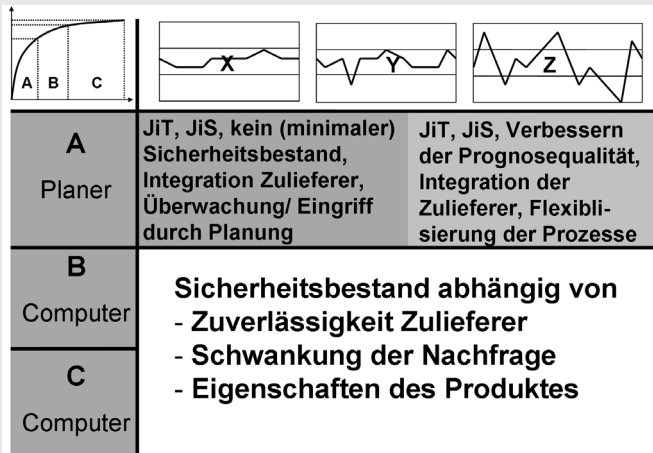 A B C
X
Y
Z
A
Planer
JiT, JiS, kein (minimaler)
Sicherheitsbestand,
Integration Zulieferer,
Überwachung/ Eingriff
durch Planung
JiT, JiS, Verbessern
der Prognosequalität,
Integration der
Zulieferer, Flexibli-
sierung der Prozesse
B
Computer
C
Computer
Sicherheitsbestand abhängig von
- Zuverlässigkeit Zulieferer
- Schwankung der Nachfrage
- Eigenschaften des Produktes